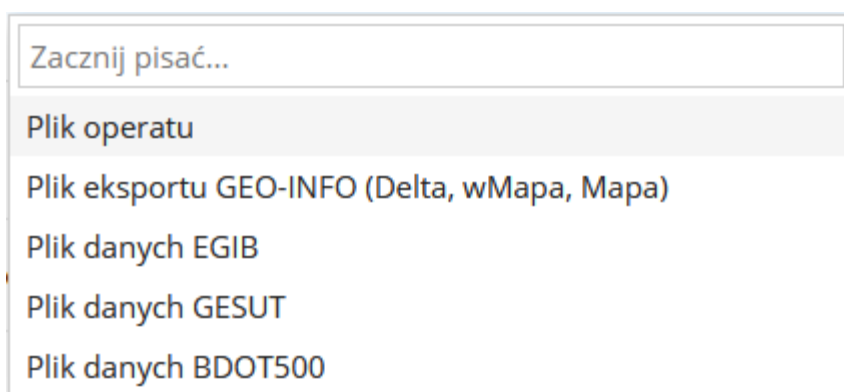 Zacznij pisać...
Plik operatu
Plik eksportu GEO-INFO (Delta, wMapa, Mapa)
Plik danych EGIB
Plik danych GESUT
Plik danych BDOT500